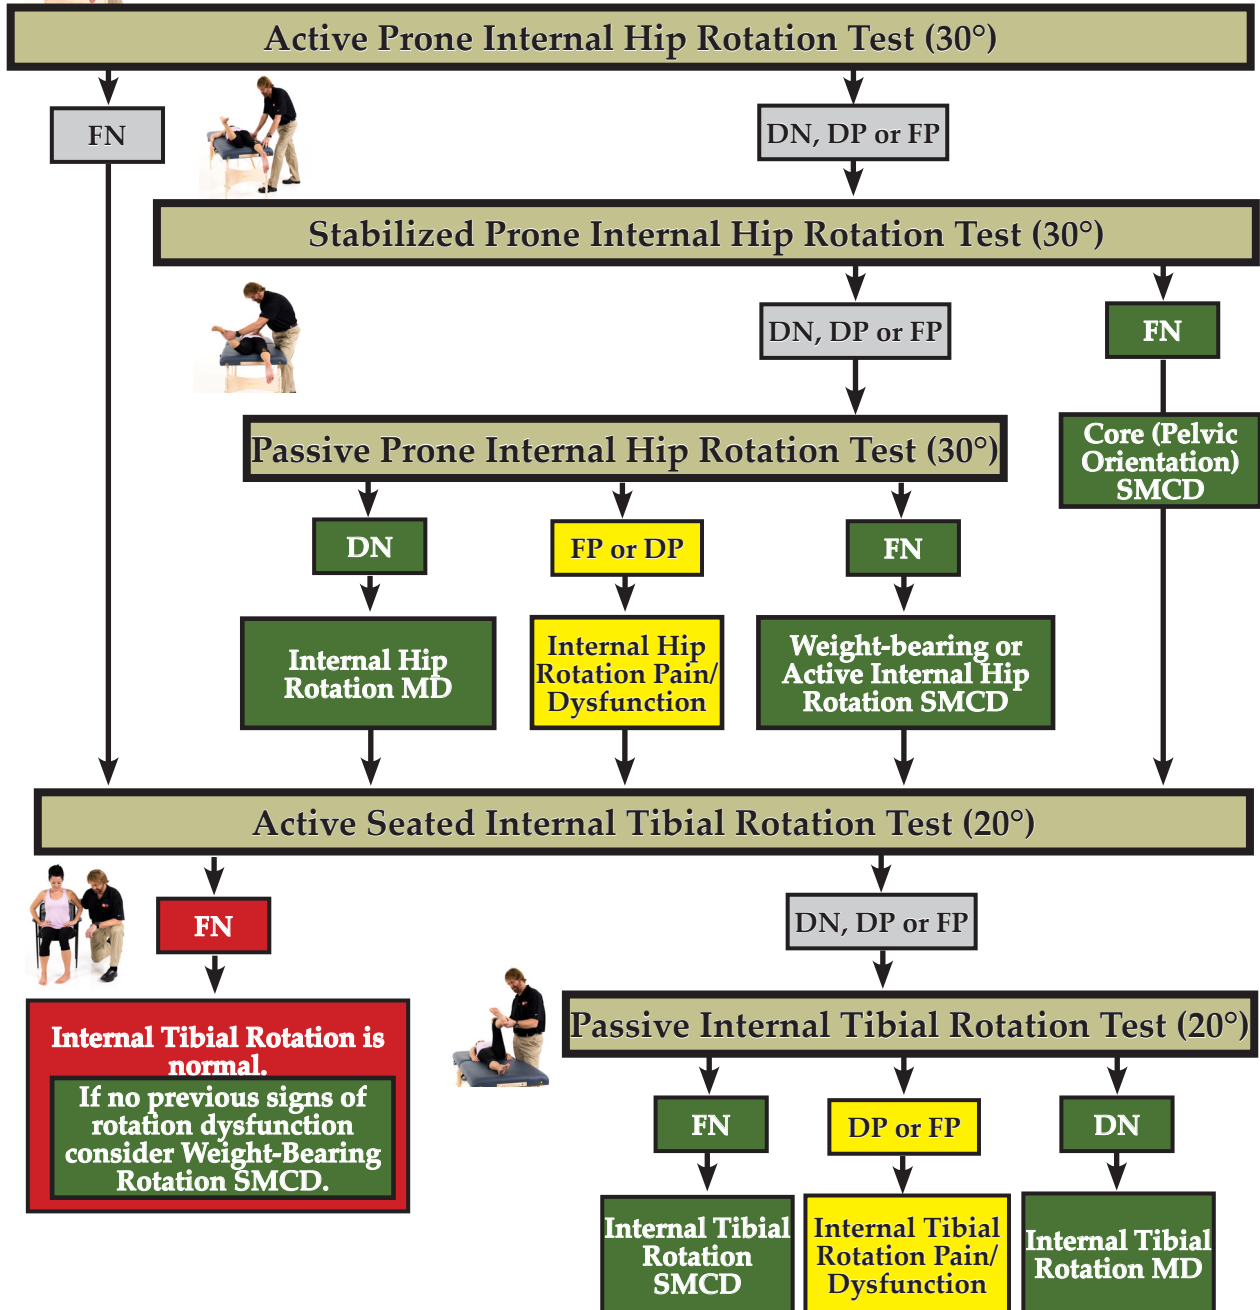 Active Prone Internal Hip Rotation Test (30°)
FN
DN, DP or FP
Stabilized Prone Internal Hip Rotation Test (30°)
DN, DP or FP
FN
Passive Prone Internal Hip Rotation Test (30°)
Core (Pelvic
Orientation)
SMCD
DN
FP or DP
FN
Internal Hip
Rotation MD
Internal Hip
Rotation Pain/
Dysfunction
Weight-bearing or
Active Internal Hip
Rotation SMCD
Active Seated Internal Tibial Rotation Test (20°)
FN
DN, DP or FP
Internal Tibial Rotation is
normal.
If no previous signs of
rotation dysfunction
consider Weight-Bearing
Rotation SMCD.
Passive Internal Tibial Rotation Test (20°)
FN
DP or FP
DN
Internal Tibial
Rotation
SMCD
Internal Tibial
Rotation Pain/
Dysfunction
Internal Tibial
Rotation MD